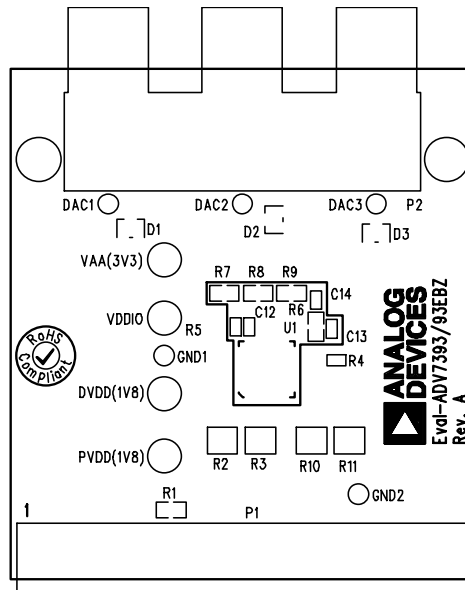 DAC1
DAC2
DAC3
P2
D1
D2
D3
VAA(3V3)
R7
R8
R9
C14
R6
VDDIO
R5
C12
U1
C13
RoHS
Compliant
GND1
R4
DVDD(1V8)
ANALOG
DEVICES
Eval-ADV7393/93EBZ
Rev. A
PVDD(1V8)
R2
R3
R10
R11
R1
GND2
1
P1